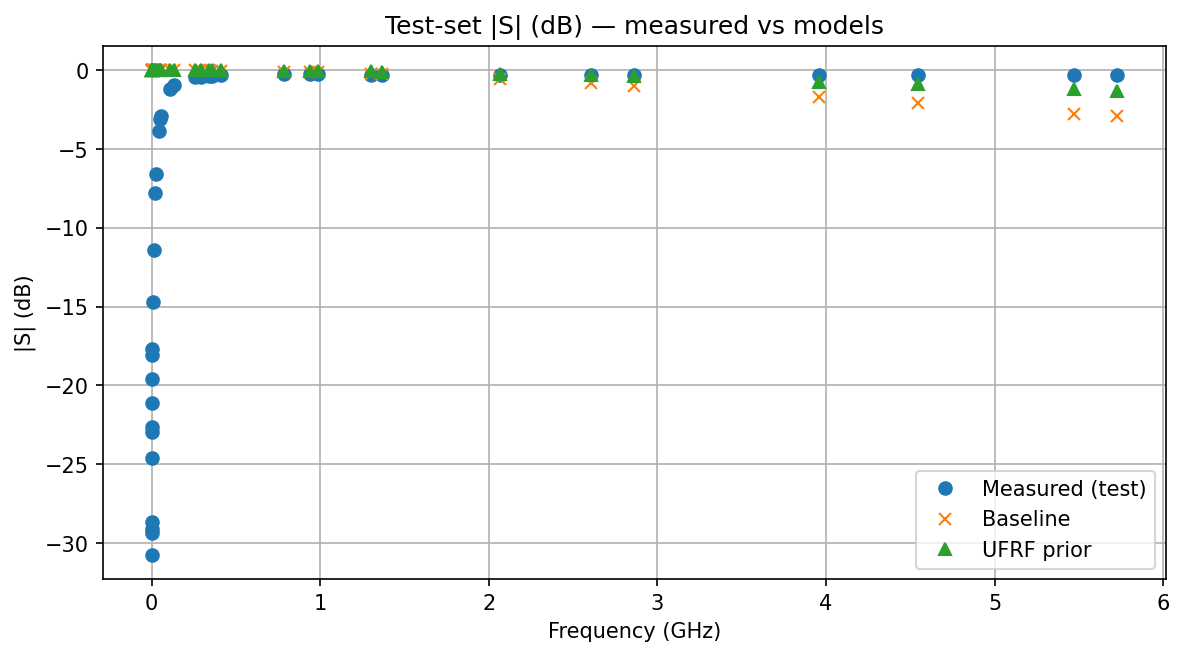 Test-set |S| (dB) — measured vs models
|S| (dB)
0
−5
−10
−15
−20
−25
−30
0 1 2 3 4 5 6
Frequency (GHz)
Measured (test)
Baseline
UFRF prior